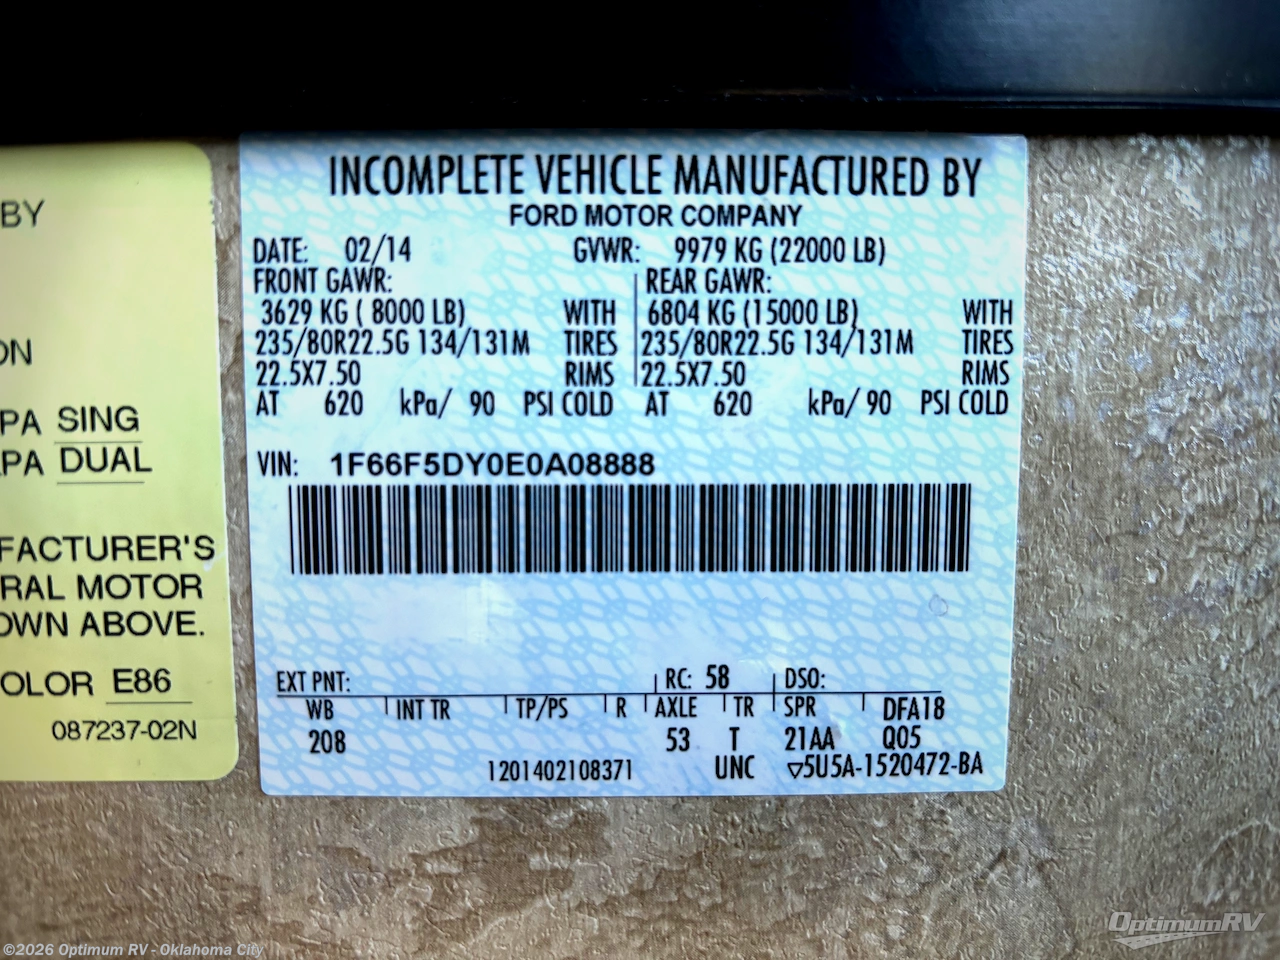 BY
ON
PA SING
PA DUAL
FACTURER'S
RAL MOTOR
OWN ABOVE.
OLOR E86
087237-02N
INCOMPLETE VEHICLE MANUFACTURED BY
FORD MOTOR COMPANY
DATE: 02/14 GVWR: 9979 KG (22000 LB)
FRONT GAWR: REAR GAWR:
3629 KG ( 8000 LB) WITH 6804 KG (15000 LB) WITH
235/80R22.5G 134/131M TIRES 235/80R22.5G 134/131M TIRES
22.5X7.50 RIMS 22.5X7.50 RIMS
AT 620 kPa/ 90 PSI COLD AT 620 kPa/ 90 PSI COLD
VIN: 1F66F5DY0E0A08888
EXT PNT: RC: 58 DSO:
WB INT TR TP/PS R AXLE TR SPR DFA18
208 53 T 21AA Q05
1201402108371 UNC ▽5U5A-1520472-BA
©2026 Optimum RV - Oklahoma City
OptimumRV